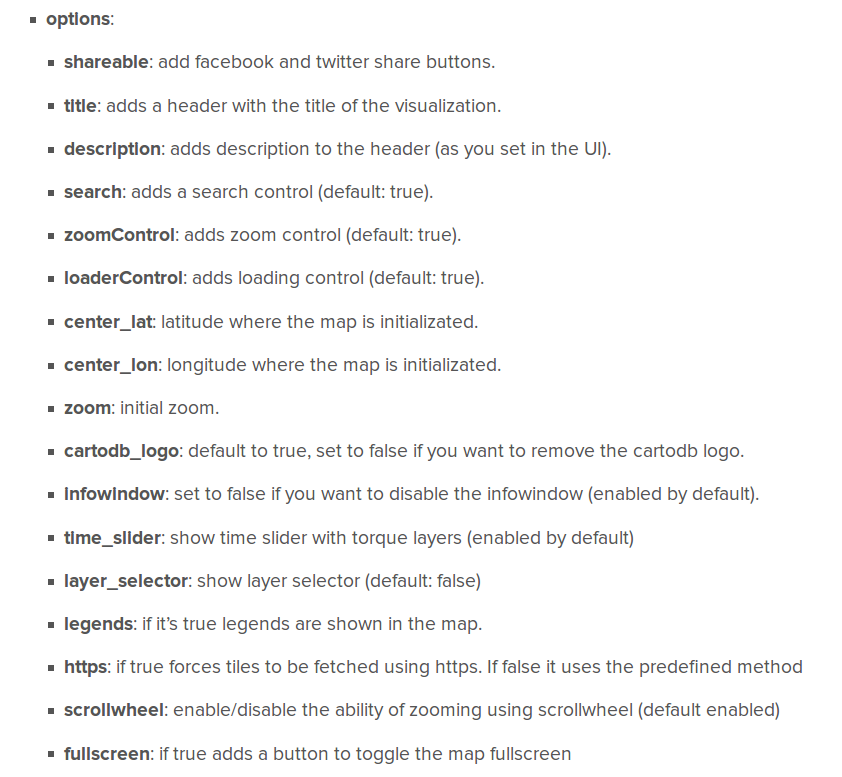 options:
shareable: add facebook and twitter share buttons.
title: adds a header with the title of the visualization.
description: adds description to the header (as you set in the UI).
search: adds a search control (default: true).
zoomControl: adds zoom control (default: true).
loaderControl: adds loading control (default: true).
center_lat: latitude where the map is initializated.
center_lon: longitude where the map is initializated.
zoom: initial zoom.
cartodb_logo: default to true, set to false if you want to remove the cartodb logo.
infowindow: set to false if you want to disable the infowindow (enabled by default).
time_slider: show time slider with torque layers (enabled by default)
layer_selector: show layer selector (default: false)
legends: if it’s true legends are shown in the map.
https: if true forces tiles to be fetched using https. If false it uses the predefined method
scrollwheel: enable/disable the ability of zooming using scrollwheel (default enabled)
fullscreen: if true adds a button to toggle the map fullscreen